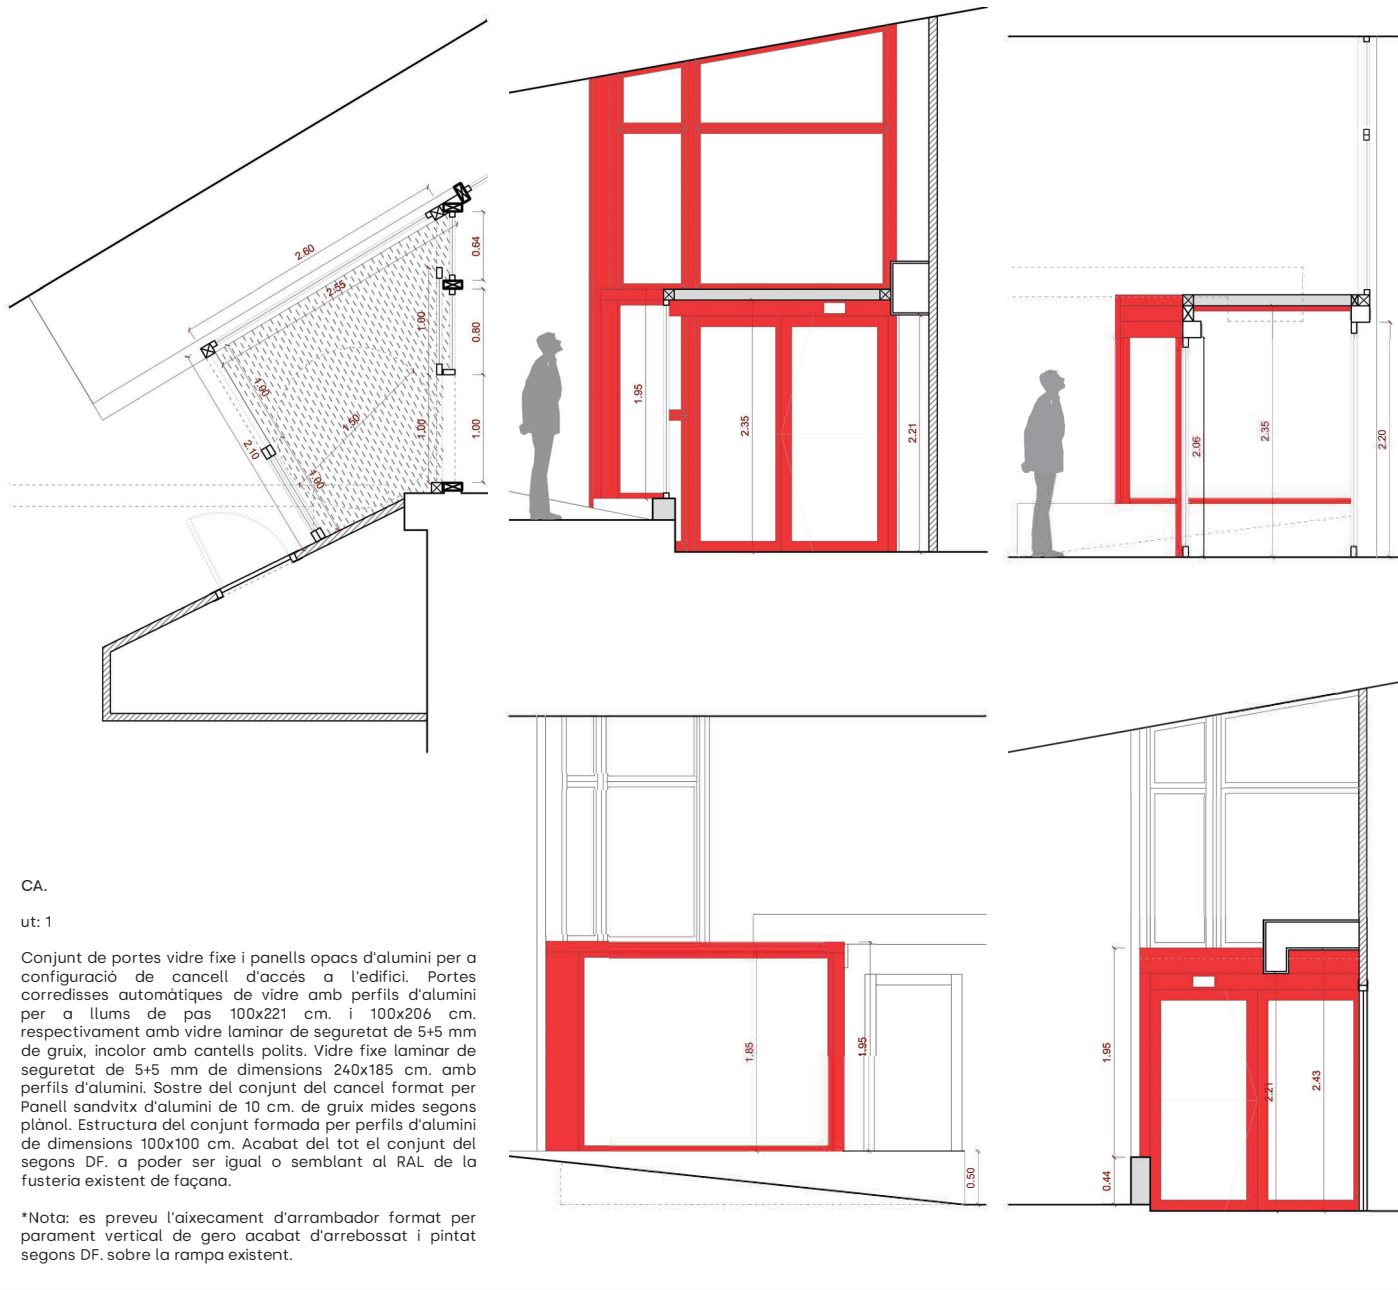 2.60
2.55
0.64
1.00
0.80
1.00
1.50
2.10
1.00
1.00
1.00
1.95
2.35
2.21
2.06
2.35
2.20
CA.
ut: 1
Conjunt de portes vidre fixe i panells opacs d'alumini per a
configuració de cancell d'accés a l'edifici. Portes
corredisses automàtiques de vidre amb perfils d'alumini
per a llums de pas 100x221 cm. i 100x206 cm.
respectivament amb vidre laminar de seguretat de 5+5 mm
de gruix, incolor amb cantells polits. Vidre fixe laminar de
seguretat de 5+5 mm de dimensions 240x185 cm. amb
perfils d'alumini. Sostre del conjunt del cancel format per
Panell sandvitx d'alumini de 10 cm. de gruix mides segons
plànol. Estructura del conjunt formada per perfils d'alumini
de dimensions 100x100 cm. Acabat del tot el conjunt del
segons DF. a poder ser igual o semblant al RAL de la
fusteria existent de façana.
*Nota: es preveu l'aixecament d'arrambador format per
parament vertical de gero acabat d'arrebossat i pintat
segons DF. sobre la rampa existent.
1.85
1.95
0.50
1.95
0.44
2.21
2.43